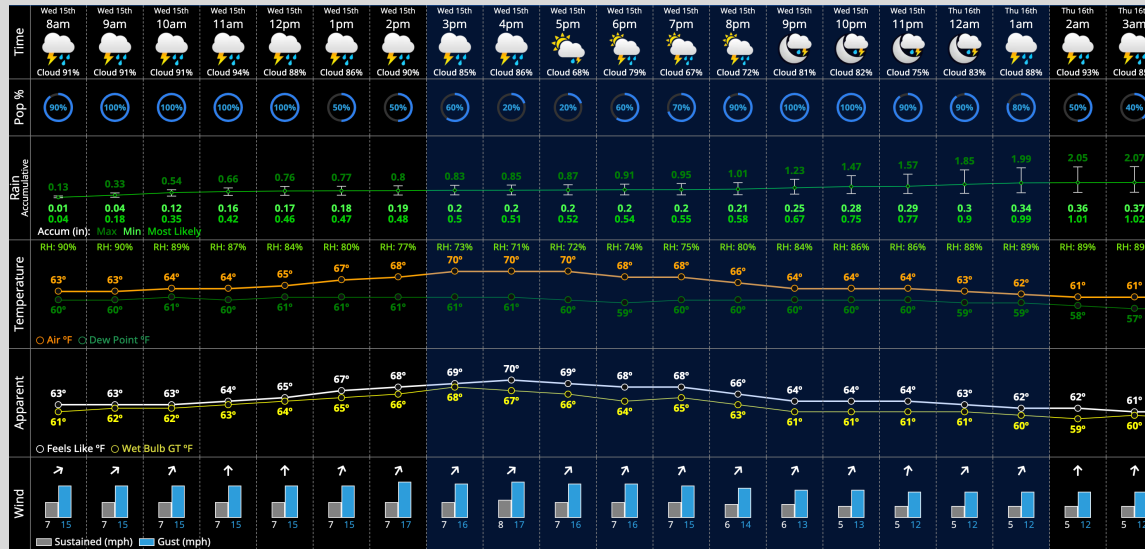 Time
Wed 15th Wed 15th Wed 15th Wed 15th Wed 15th Wed 15th Wed 15th Wed 15th Wed 15th Wed 15th Wed 15th Wed 15th Wed 15th Wed 15th Wed 15th Wed 15th Thu 16th Thu 16th Thu 16th Thu 16t
8am 9am 10am 11am 12pm 1pm 2pm 3pm 4pm 5pm 6pm 7pm 8pm 9pm 10pm 11pm 12am 1am 2am 3am
Cloud 91% Cloud 91% Cloud 91% Cloud 94% Cloud 88% Cloud 86% Cloud 90% Cloud 85% Cloud 86% Cloud 68% Cloud 79% Cloud 67% Cloud 72% Cloud 81% Cloud 82% Cloud 75% Cloud 83% Cloud 88% Cloud 93% Cloud
Pop %
90% 100% 100% 100% 100% 50% 50% 60% 20% 20% 60% 70% 90% 100% 100% 90% 90% 80% 50% 40%
Rain
Accumulative
0.13 0.33 0.54 0.66 0.76 0.77 0.8 0.83 0.85 0.87 0.91 0.95 1.01 1.23 1.47 1.57 1.85 1.99 2.05 2.07
0.01 0.04 0.12 0.16 0.17 0.18 0.19 0.2 0.2 0.2 0.2 0.2 0.21 0.25 0.28 0.29 0.3 0.34 0.36 0.37
0.04 0.18 0.35 0.42 0.46 0.47 0.48 0.5 0.51 0.52 0.54 0.55 0.58 0.67 0.75 0.77 0.9 0.99 1.01 1.02
Accum (in): Max Min Most Likely
Temperature
RH: 90% RH: 90% RH: 89% RH: 87% RH: 84% RH: 80% RH: 77% RH: 73% RH: 71% RH: 72% RH: 74% RH: 75% RH: 80% RH: 84% RH: 86% RH: 86% RH: 88% RH: 89% RH: 89% RH: 89
63° 63° 64° 64° 65° 67° 68° 70° 70° 70° 68° 68° 66° 64° 64° 64° 63° 62° 61° 61°
60° 60° 61° 60° 61° 61° 61° 61° 61° 60° 59° 60° 60° 60° 60° 60° 59° 59° 58° 57°
Air °F Dew Point °F
Apparent
63° 63° 63° 64° 65° 67° 68° 69° 70° 69° 68° 68° 66° 64° 64° 64° 63° 62° 62° 61°
61° 62° 62° 63° 64° 65° 66° 68° 67° 66° 64° 65° 63° 61° 61° 61° 61° 60° 59° 60°
Feels Like °F Wet Bulb GT °F
Wind
7 15 7 15 7 15 7 15 7 15 7 15 7 17 7 16 8 17 7 16 7 16 7 15 6 14 6 13 5 13 5 12 5 12 5 12 5 12 5 12
Sustained (mph) Gust (mph)